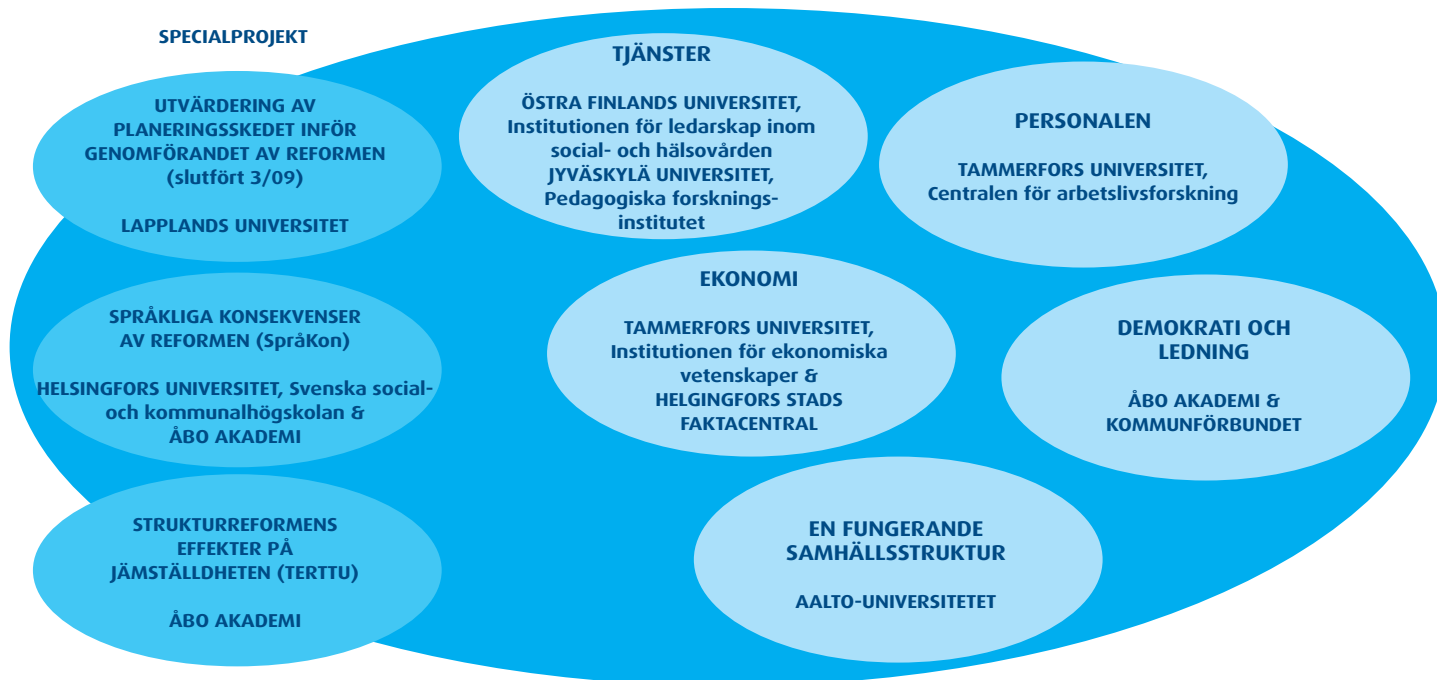 SPECIALPROJEKT
UTVÄRDERING AV
PLANERINGSSKEDET INFÖR
GENOMFÖRANDET AV REFORMEN
(slutfört 3/09)
LAPPLANDS UNIVERSITET
SPRÅKLIGA KONSEKVENSER
AV REFORMEN (SpråKon)
HELSINGFORS UNIVERSITET, Svenska social-
och kommunalhögskolan &
ÅBO AKADEMI
STRUKTURREFORMENS
EFFEKTER PÅ
JÄMSTÄLLDHETEN (TERTTU)
ÅBO AKADEMI
TJÄNSTER
ÖSTRA FINLANDS UNIVERSITET,
Institutionen för ledarskap inom
social- och hälsovården
JYVÄSKYLÄ UNIVERSITET,
Pedagogiska forsknings-
institutet
PERSONALEN
TAMMERFORS UNIVERSITET,
Centralen för arbetslivsforskning
EKONOMI
TAMMERFORS UNIVERSITET,
Institutionen för ekonomiska
vetenskaper &
HELGINGFORS STADS
FAKTACENTRAL
DEMOKRATI OCH
LEDNING
ÅBO AKADEMI &
KOMMUNFÖRBUNDET
EN FUNGERANDE
SAMHÄLLSSTRUKTUR
AALTO-UNIVERSITETET